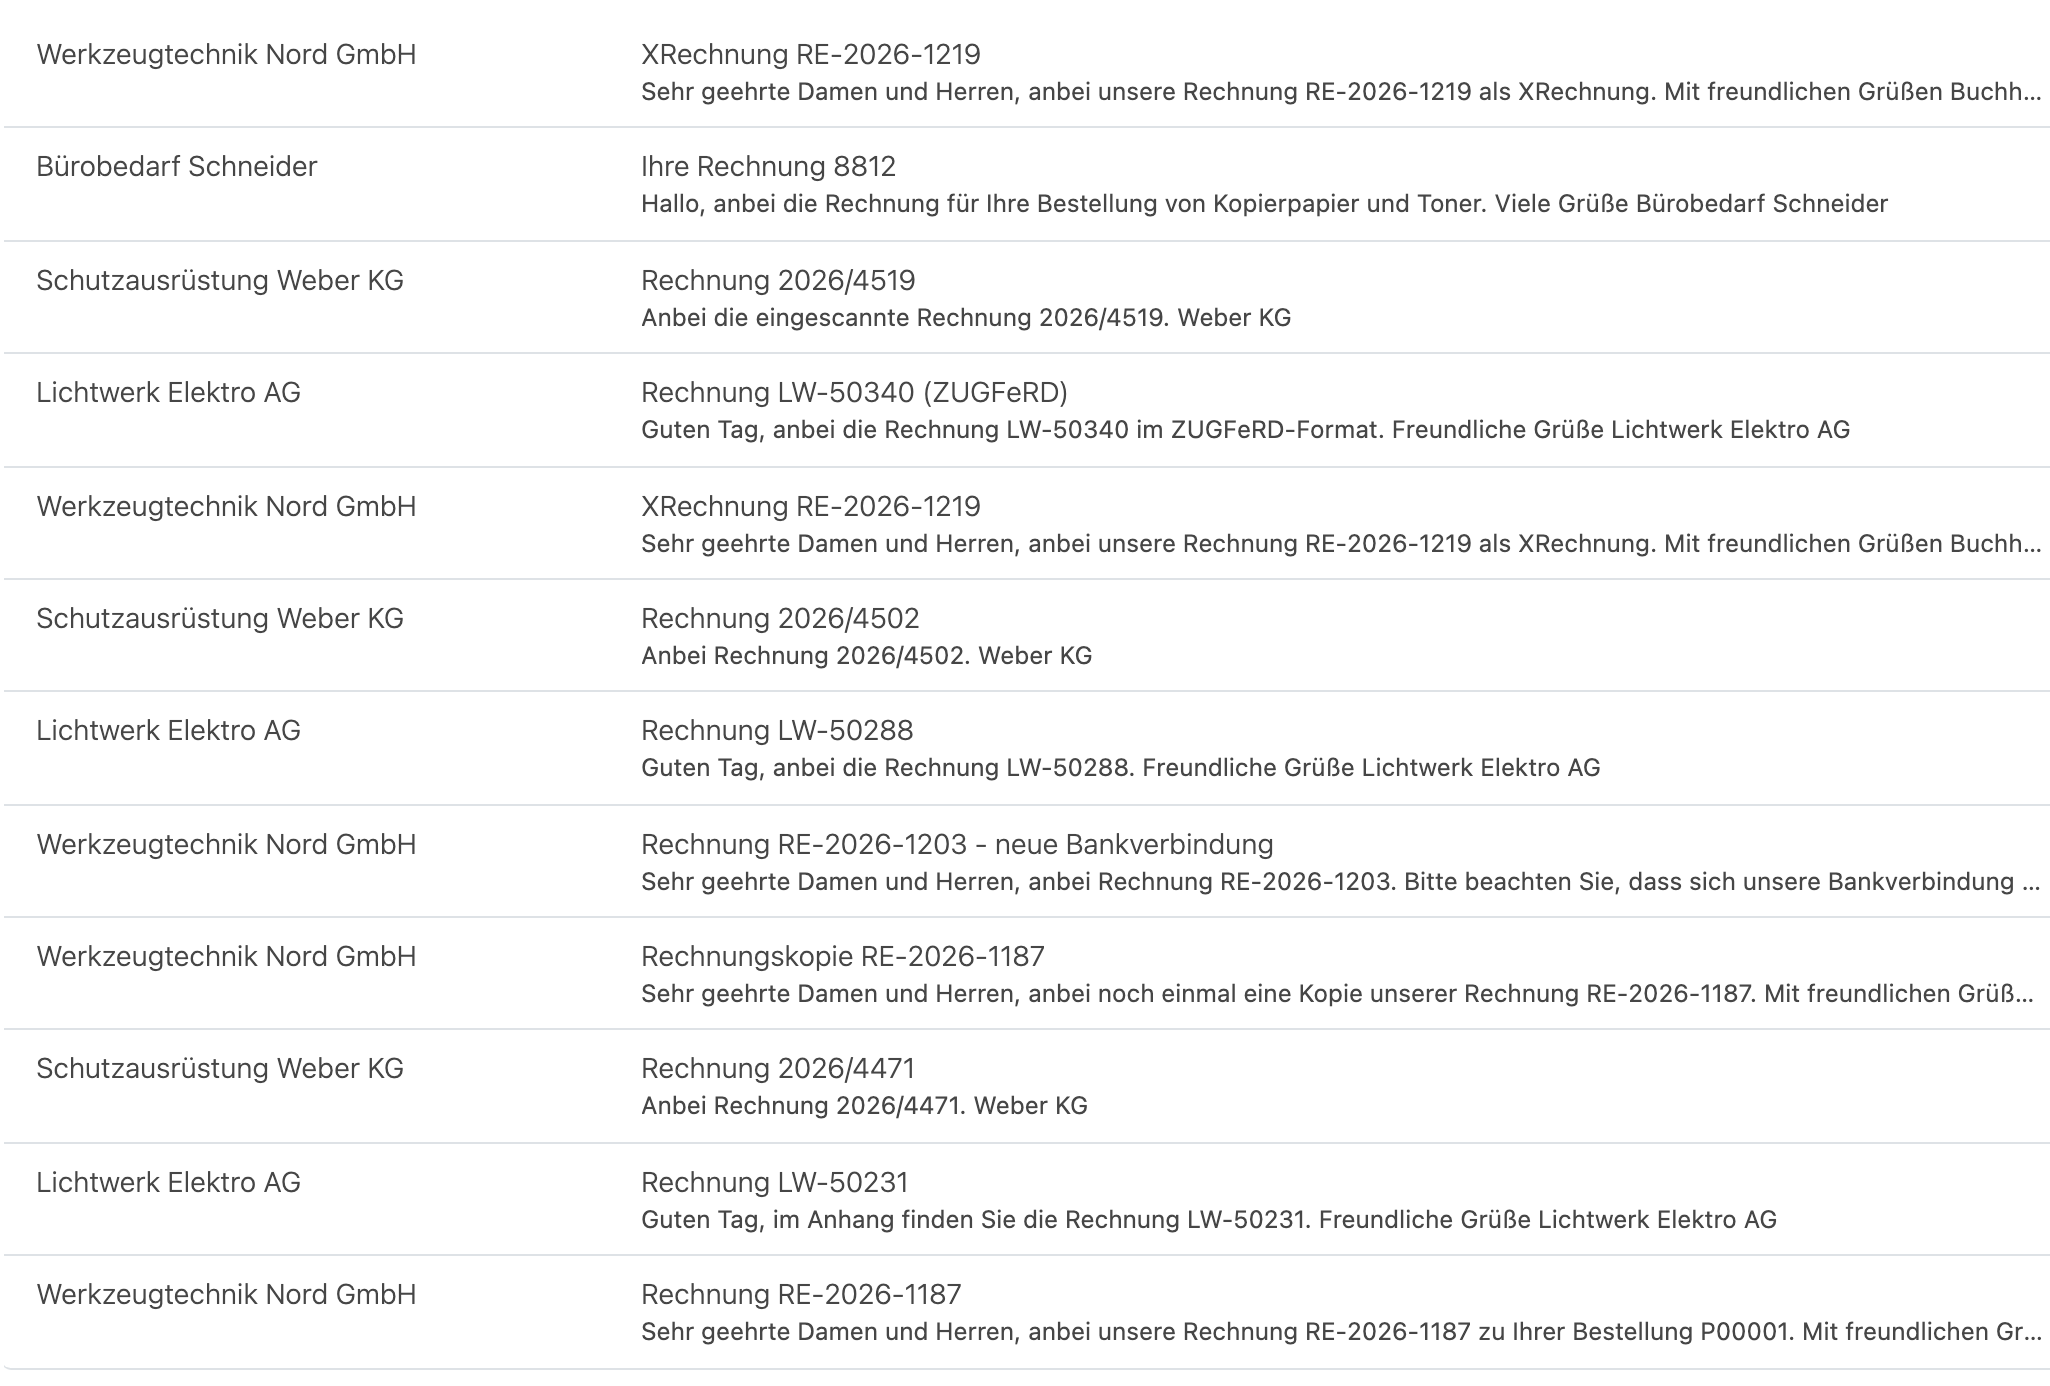 Werkzeugtechnik Nord GmbH
XRechnung RE-2026-1219
Sehr geehrte Damen und Herren, anbei unsere Rechnung RE-2026-1219 als XRechnung. Mit freundlichen Grüßen Buchh...
Bürobedarf Schneider
Ihre Rechnung 8812
Hallo, anbei die Rechnung für Ihre Bestellung von Kopierpapier und Toner. Viele Grüße Bürobedarf Schneider
Schutzausrüstung Weber KG
Rechnung 2026/4519
Anbei die eingescannte Rechnung 2026/4519. Weber KG
Lichtwerk Elektro AG
Rechnung LW-50340 (ZUGFeRD)
Guten Tag, anbei die Rechnung LW-50340 im ZUGFeRD-Format. Freundliche Grüße Lichtwerk Elektro AG
Werkzeugtechnik Nord GmbH
XRechnung RE-2026-1219
Sehr geehrte Damen und Herren, anbei unsere Rechnung RE-2026-1219 als XRechnung. Mit freundlichen Grüßen Buchh...
Schutzausrüstung Weber KG
Rechnung 2026/4502
Anbei Rechnung 2026/4502. Weber KG
Lichtwerk Elektro AG
Rechnung LW-50288
Guten Tag, anbei die Rechnung LW-50288. Freundliche Grüße Lichtwerk Elektro AG
Werkzeugtechnik Nord GmbH
Rechnung RE-2026-1203 - neue Bankverbindung
Sehr geehrte Damen und Herren, anbei Rechnung RE-2026-1203. Bitte beachten Sie, dass sich unsere Bankverbindung ...
Werkzeugtechnik Nord GmbH
Rechnungskopie RE-2026-1187
Sehr geehrte Damen und Herren, anbei noch einmal eine Kopie unserer Rechnung RE-2026-1187. Mit freundlichen Grüß...
Schutzausrüstung Weber KG
Rechnung 2026/4471
Anbei Rechnung 2026/4471. Weber KG
Lichtwerk Elektro AG
Rechnung LW-50231
Guten Tag, im Anhang finden Sie die Rechnung LW-50231. Freundliche Grüße Lichtwerk Elektro AG
Werkzeugtechnik Nord GmbH
Rechnung RE-2026-1187
Sehr geehrte Damen und Herren, anbei unsere Rechnung RE-2026-1187 zu Ihrer Bestellung P00001. Mit freundlichen Gr...